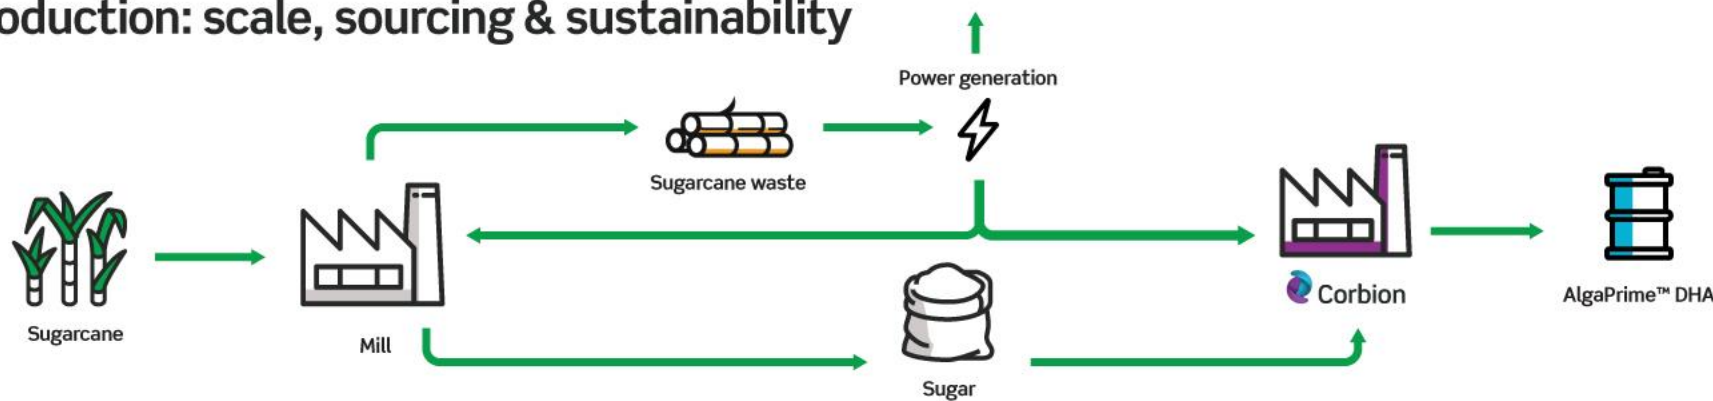 oduction: scale, sourcing & sustainability
Power generation
Sugarcane waste
Sugarcane
Mill
Sugar
Corbion
AlgaPrime™ DHA